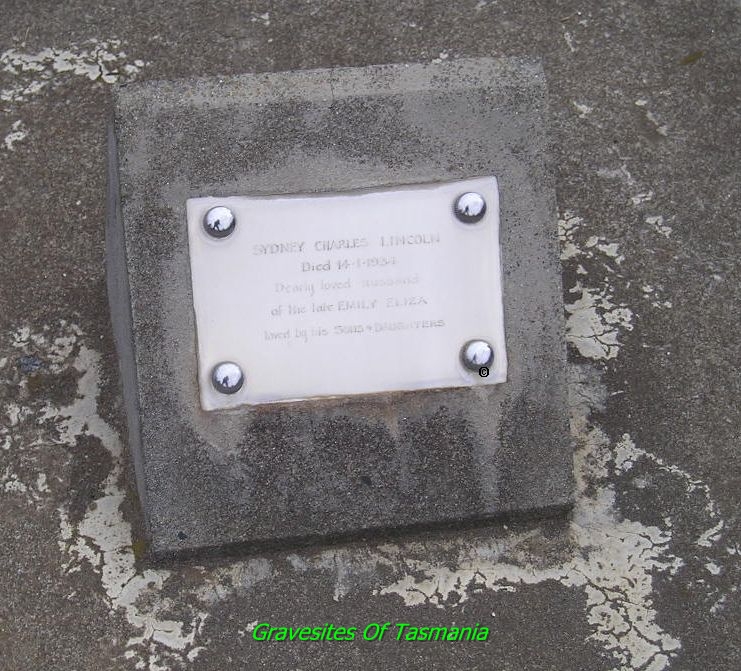 SYDNEY CHARLES LINCOLN
Died 14-1-1934
Dearly loved Husband
of the late EMILY ELIZA
loved by his SONS + DAUGHTERS
©
Gravesites Of Tasmania